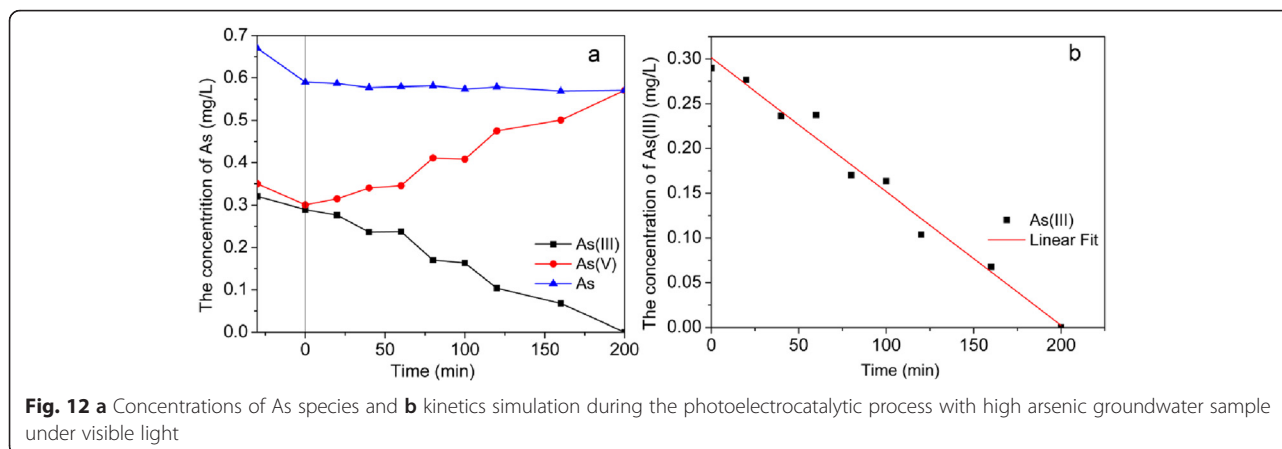 a
0.7
0.6
0.5
0.4
0.3
0.2
0.1
0.0
The concentrition of As (mg/L)
As(III)
As(V)
As
0 50 100 150 200
Time (min)
b
0.30
0.25
0.20
0.15
0.10
0.05
0.00
The concentration o f As(III) (mg/L)
As(III)
Linear Fit
0 50 100 150 200
Time (min)
Fig. 12 a Concentrations of As species and b kinetics simulation during the photoelectrocatalytic process with high arsenic groundwater sample
under visible light